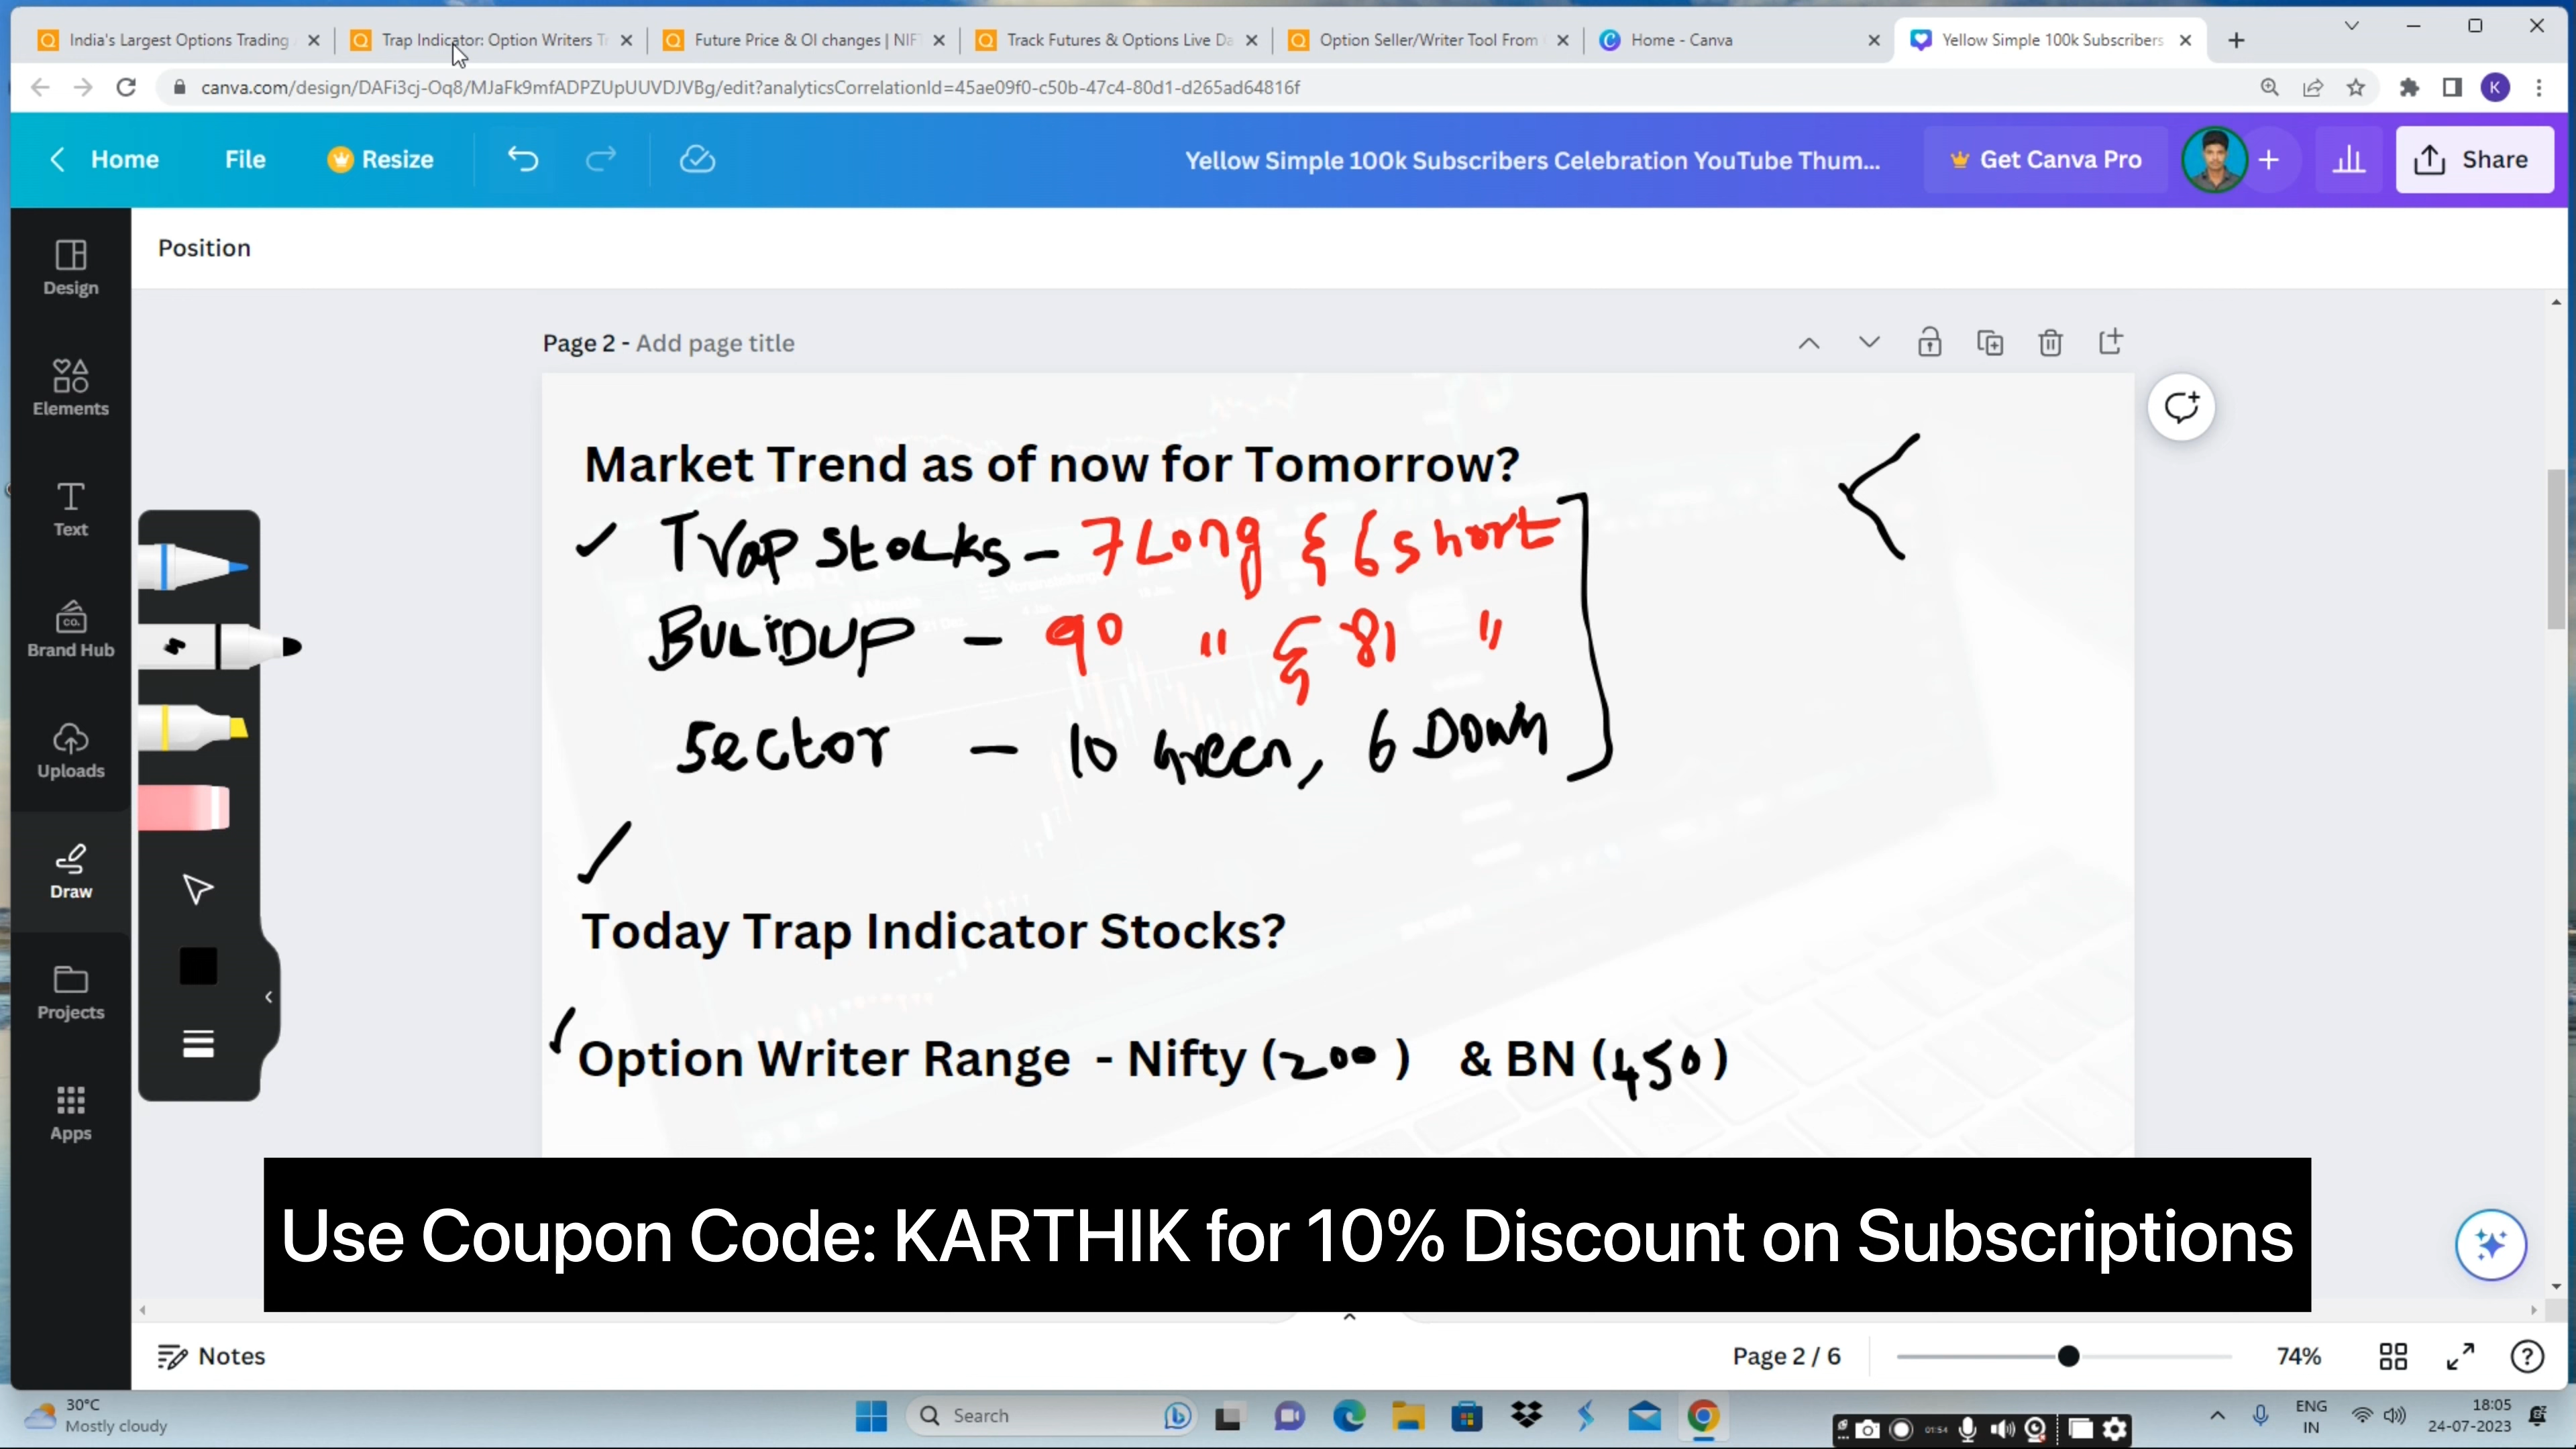 India's Largest Options Trading
Trap Indicator: Option Writers Tr
Future Price & OI changes | NIF
Track Futures & Options Live Da
Option Seller/Writer Tool From
Home - Canva
Yellow Simple 100k Subscribers
canva.com/design/DAFi3cj-Oq8/MJaFk9mfADPZUpUUVDJVBg/edit?analyticsCorrelationId=45ae09f0-c50b-47c4-80d1-d265ad64816f
K
Home
File
Resize
Yellow Simple 100k Subscribers Celebration YouTube Thum...
Get Canva Pro
Share
Design
Elements
Text
Brand Hub
Uploads
Draw
Projects
Apps
Position
Page 2 - Add page title
Market Trend as of now for Tomorrow?
Trap Stocks - 7 Long & 6 short
BuildUP - 90 " & 81 "
Sector - 10 Green, 6 Down
Today Trap Indicator Stocks?
Option Writer Range - Nifty (200) & BN (450)
Use Coupon Code: KARTHIK for 10% Discount on Subscriptions
Notes
Page 2 / 6
74%
30°C
Mostly cloudy
Search
01:54
ENG
IN
18:05
24-07-2023